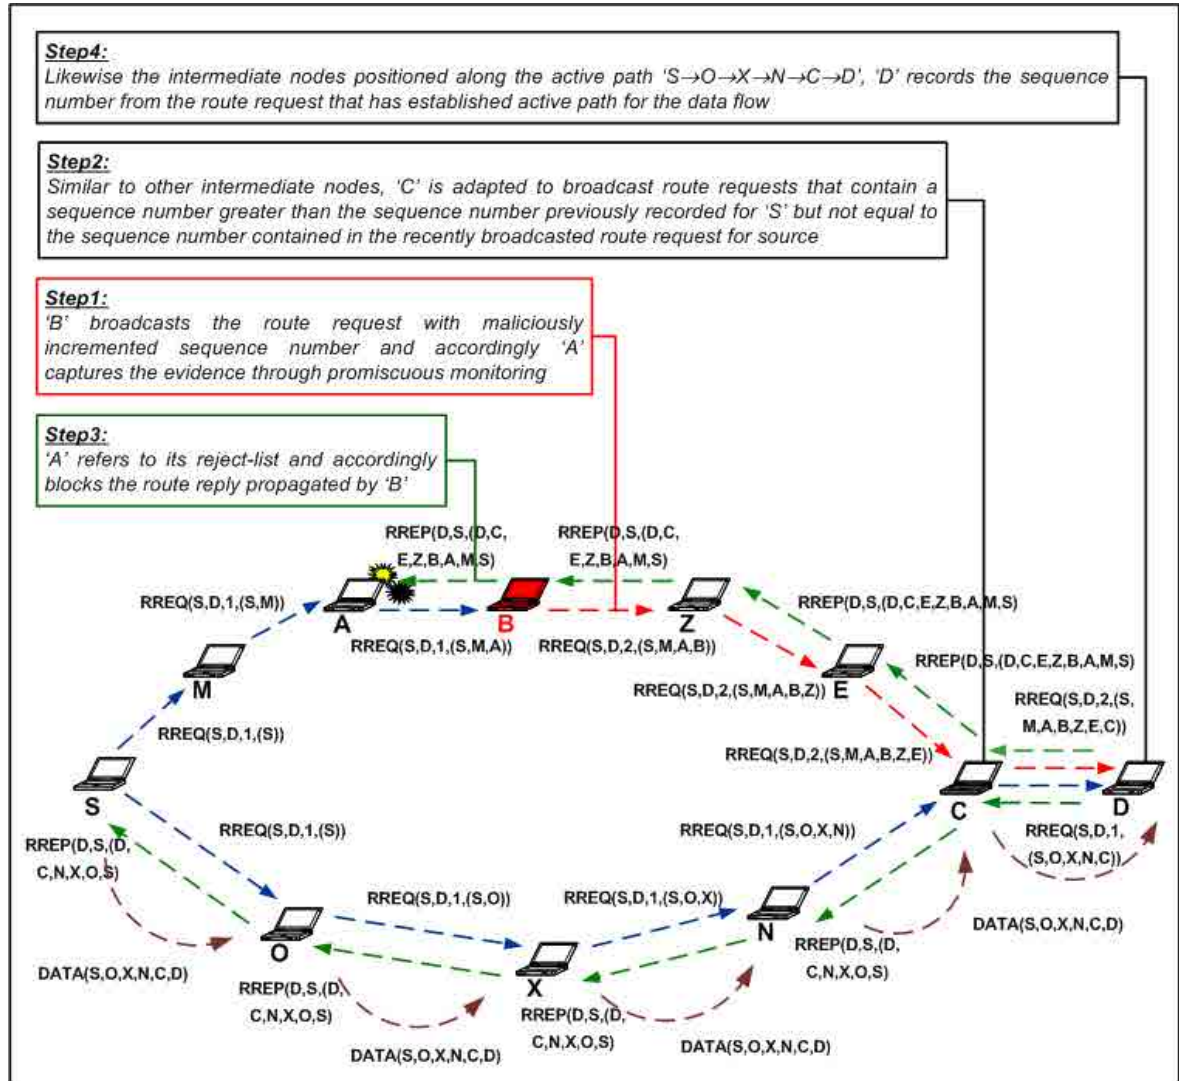 Step4:
Likewise the intermediate nodes positioned along the active path ‘S→O→X→N→C→D’, ‘D’ records the sequence
number from the route request that has established active path for the data flow
Step2:
Similar to other intermediate nodes, ‘C’ is adapted to broadcast route requests that contain a
sequence number greater than the sequence number previously recorded for ‘S’ but not equal to
the sequence number contained in the recently broadcasted route request for source
Step1:
‘B’ broadcasts the route request with maliciously
incremented sequence number and accordingly ‘A’
captures the evidence through promiscuous monitoring
Step3:
‘A’ refers to its reject-list and accordingly
blocks the route reply propagated by ‘B’
RREP(D,S,(D,C,
E,Z,B,A,M,S)
RREP(D,S,(D,C,
E,Z,B,A,M,S)
RREQ(S,D,1,(S,M))
A
B
Z
RREP(D,S,(D,C,E,Z,B,A,M,S)
RREQ(S,D,1,(S,M,A))
RREQ(S,D,2,(S,M,A,B))
M
E
RREP(D,S,(D,C,E,Z,B,A,M,S)
RREQ(S,D,2,(S,M,A,B,Z))
RREQ(S,D,2,(S,
M,A,B,Z,E,C))
RREQ(S,D,1,(S))
RREQ(S,D,2,(S,M,A,B,Z,E))
S
C
D
RREQ(S,D,1,(S))
RREQ(S,D,1,(S,O,X,N))
RREQ(S,D,1,
(S,O,X,N,C))
RREP(D,S,(D,
C,N,X,O,S)
RREQ(S,D,1,(S,O))
RREQ(S,D,1,(S,O,X))
N
DATA(S,O,X,N,C,D)
O
RREP(D,S,(D,
C,N,X,O,S)
DATA(S,O,X,N,C,D)
X
RREP(D,S,(D,
C,N,X,O,S)
RREP(D,S,(D,
C,N,X,O,S)
DATA(S,O,X,N,C,D)
DATA(S,O,X,N,C,D)